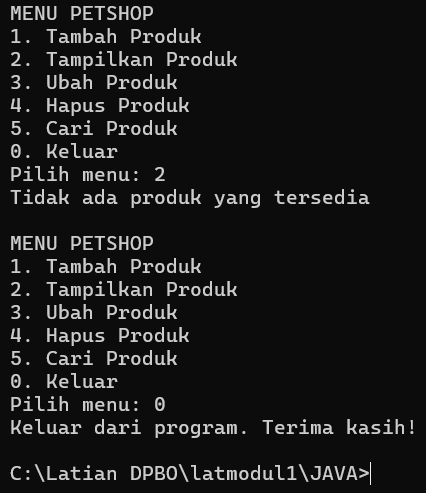 MENU PETSHOP
1. Tambah Produk
2. Tampilkan Produk
3. Ubah Produk
4. Hapus Produk
5. Cari Produk
0. Keluar
Pilih menu: 2
Tidak ada produk yang tersedia

MENU PETSHOP
1. Tambah Produk
2. Tampilkan Produk
3. Ubah Produk
4. Hapus Produk
5. Cari Produk
0. Keluar
Pilih menu: 0
Keluar dari program. Terima kasih!

C:\Latian DPBO\latmodul1\JAVA>